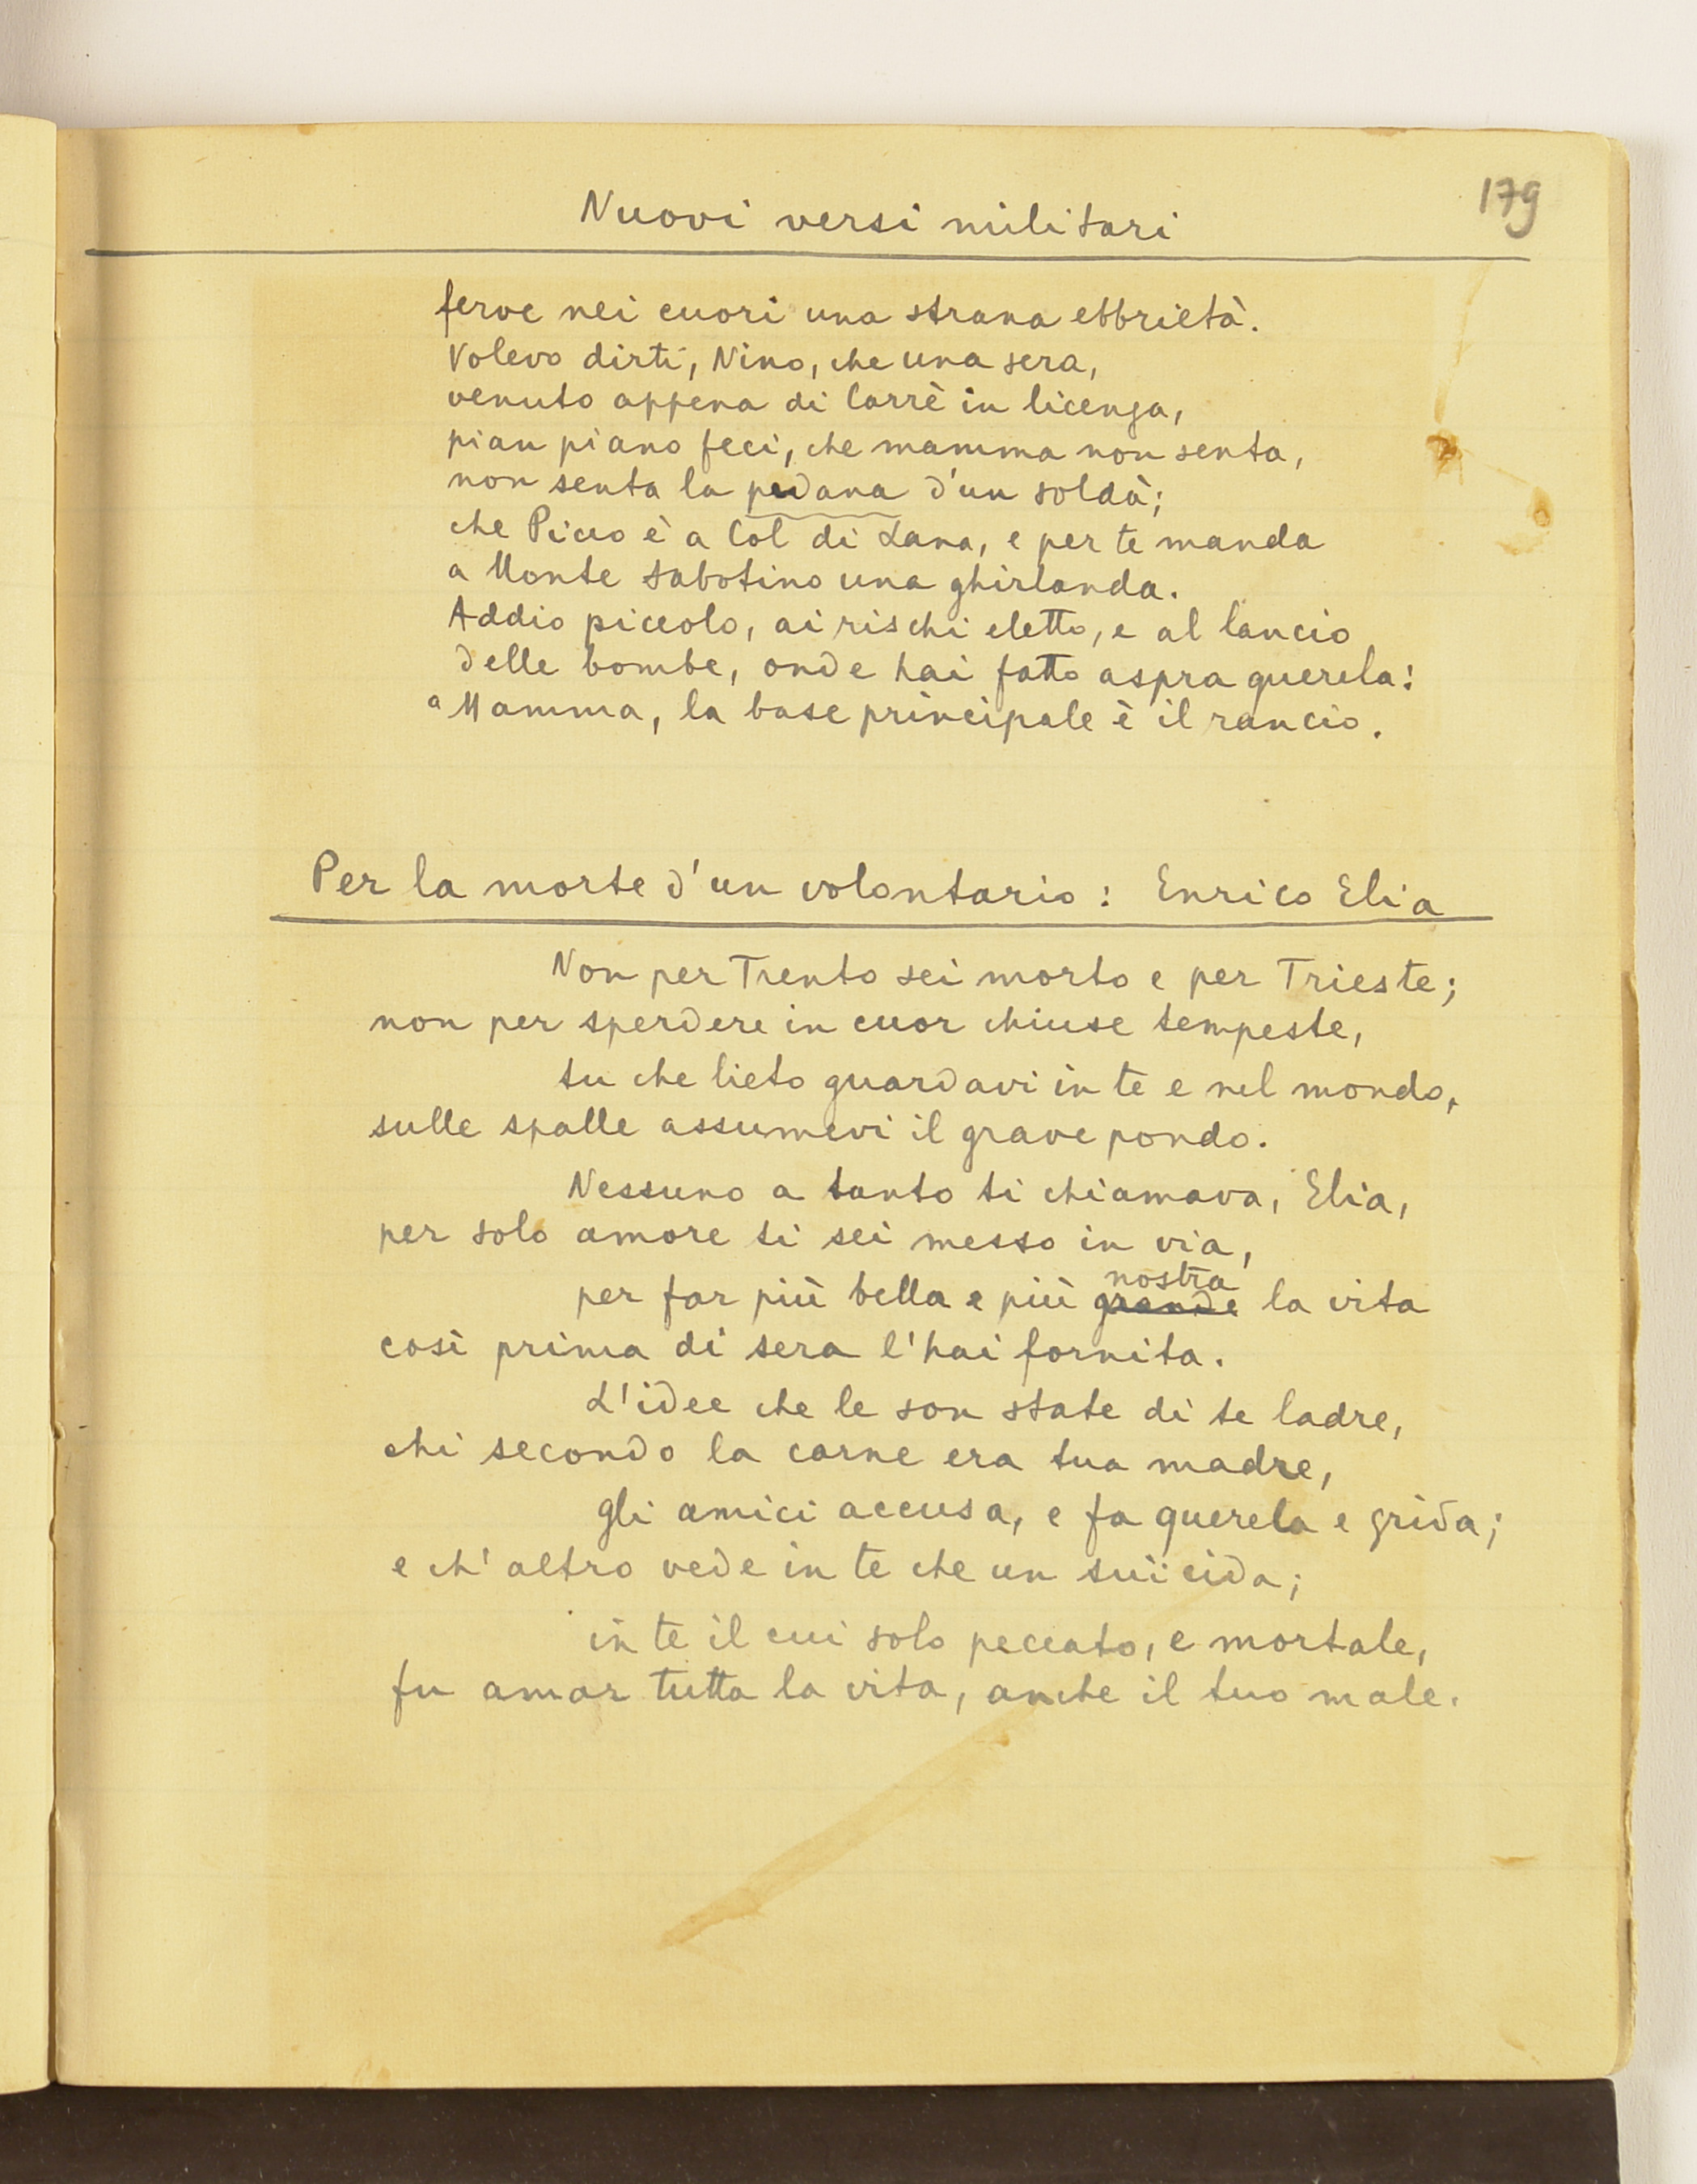 Nuovi versi militari
179
ferve nei cuori una strana ebbrietà.
Volevo dirti, Nino, che una sera,
venuto appena di Carrè in licenza,
pian piano feci, che mamma non senta,
non senta la pedana d'un soldà;
che Picco è a Col di Lana, e per te manda
a Monte Sabotino una ghirlanda.
Addio piccolo, ai rischi eletto, e al lancio
delle bombe, onde hai fatto aspra querela:
"Mamma, la base principale è il rancio.
Per la morte d'un volontario: Enrico Elia
Non per Trento sei morto e per Trieste;
non per sperdere in cuor chiuse tempeste,
tu che lieto guardavi in te e nel mondo,
sulle spalle assumevi il grave pondo.
Nessuno a tanto ti chiamava, Elia,
per solo amore ti sei messo in via,
nostra
per far più bella e più grande la vita
così prima di sera l'hai fornita.
L'idee che le son state di te ladre,
chi secondo la carne era tua madre,
gli amici accusa, e fa querela e grida;
e ch'altro vede in te che un suicida;
in te il cui solo peccato, e mortale,
fu amar tutta la vita, anche il tuo male.